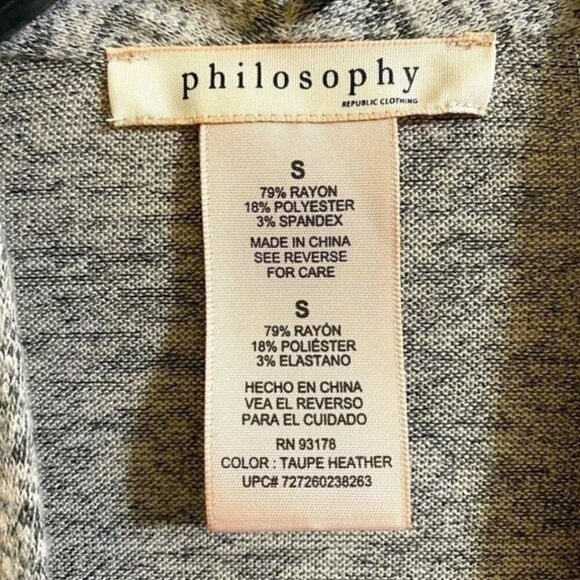 philosophy
REPUBLIC CLOTHING
S
79% RAYON
18% POLYESTER
3% SPANDEX
MADE IN CHINA
SEE REVERSE
FOR CARE
S
79% RAYÓN
18% POLIÉSTER
3% ELASTANO
HECHO EN CHINA
VEA EL REVERSO
PARA EL CUIDADO
RN 93178
COLOR : TAUPE HEATHER
UPC# 727260238263